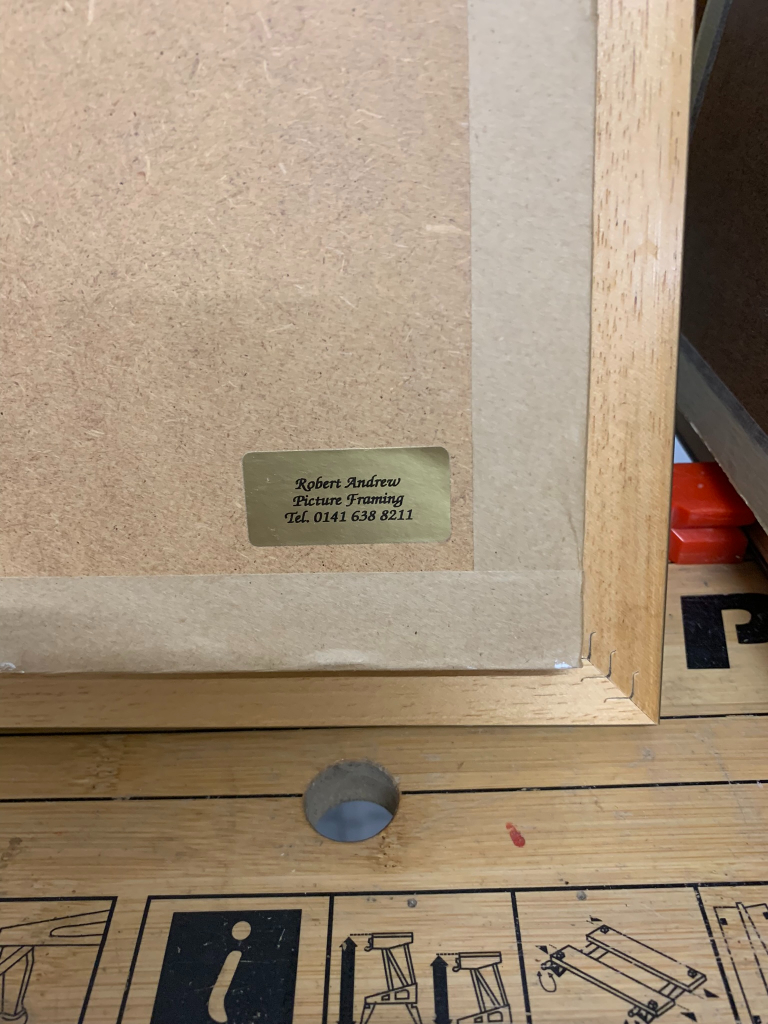 Robert Andrew
Picture Framing
Tel. 0141 638 8211
i